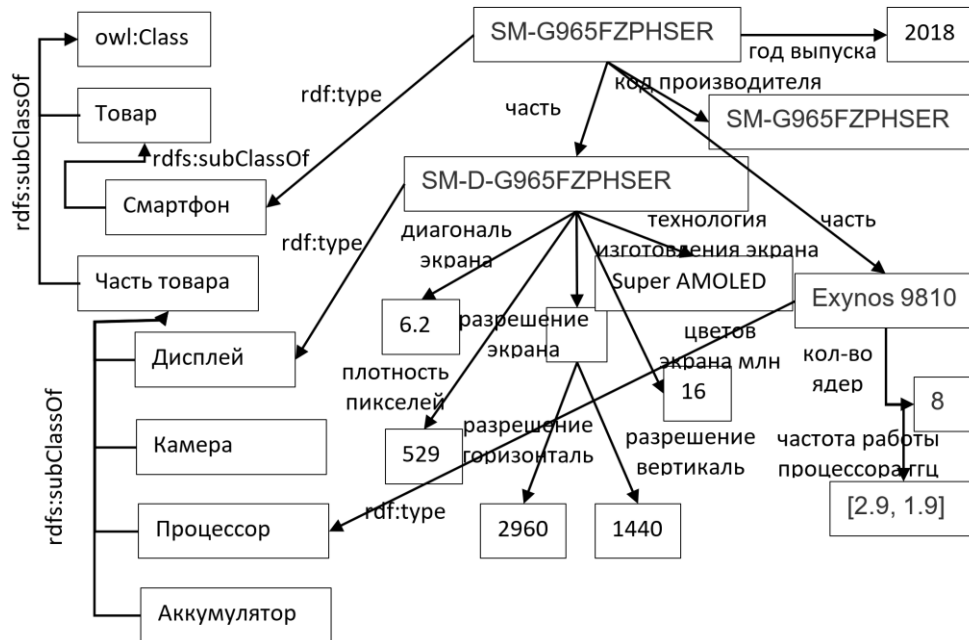 owl:Class
SM-G965FZPHSER
2018
год выпуска
rdf:type
код производителя
Товар
часть
SM-G965FZPHSER
rdfs:subClassOf
rdfs:subClassOf
SM-D-G965FZPHSER
Смартфон
технология
часть
диагональ
rdf:type
изготовления экрана
экрана
Часть товара
Super AMOLED
Exynos 9810
6.2
разрешение
цветов
экрана
Дисплей
экрана млн
кол-во
плотность
ядер
пикселей
16
8
разрешение
разрешение
частота работы
Камера
529
горизонталь
вертикаль
процессора ггц
rdfs:subClassOf
Процессор
rdf:type
2960
1440
[2.9, 1.9]
Аккумулятор